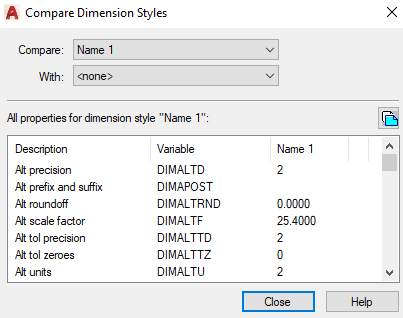 Compare Dimension Styles
Compare: Name 1
With: <none>
All properties for dimension style "Name 1":
Description Variable Name 1
Alt precision DIMALTD 2
Alt prefix and suffix DIMAPOST
Alt roundoff DIMALTRND 0.0000
Alt scale factor DIMALTF 25.4000
Alt tol precision DIMALTTD 2
Alt tol zeroes DIMALTTZ 0
Alt units DIMALTU 2
Close Help